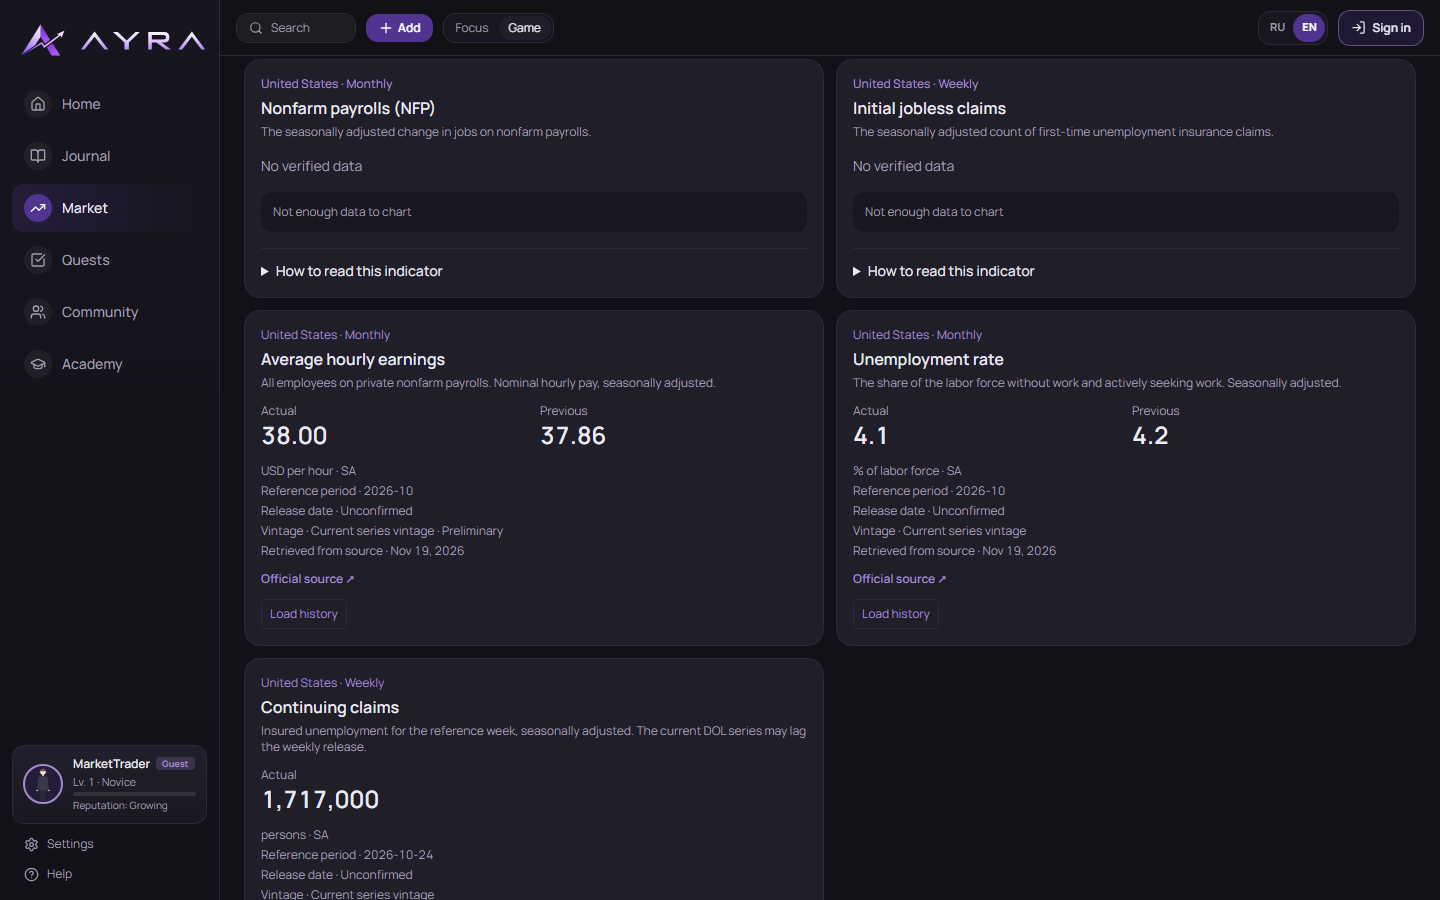 AYRA
Search
Add
Focus
Game
RU
EN
Sign in
Home
Journal
Market
Quests
Community
Academy
MarketTrader
Guest
Lv. 1 · Novice
Reputation: Growing
Settings
Help
United States · Monthly
Nonfarm payrolls (NFP)
The seasonally adjusted change in jobs on nonfarm payrolls.
No verified data
Not enough data to chart
How to read this indicator
United States · Weekly
Initial jobless claims
The seasonally adjusted count of first-time unemployment insurance claims.
No verified data
Not enough data to chart
How to read this indicator
United States · Monthly
Average hourly earnings
All employees on private nonfarm payrolls. Nominal hourly pay, seasonally adjusted.
Actual
Previous
38.00
37.86
USD per hour · SA
Reference period · 2026-10
Release date · Unconfirmed
Vintage · Current series vintage · Preliminary
Retrieved from source · Nov 19, 2026
Official source ↗
Load history
United States · Monthly
Unemployment rate
The share of the labor force without work and actively seeking work. Seasonally adjusted.
Actual
Previous
4.1
4.2
% of labor force · SA
Reference period · 2026-10
Release date · Unconfirmed
Vintage · Current series vintage
Retrieved from source · Nov 19, 2026
Official source ↗
Load history
United States · Weekly
Continuing claims
Insured unemployment for the reference week, seasonally adjusted. The current DOL series may lag
the weekly release.
Actual
1,717,000
persons · SA
Reference period · 2026-10-24
Release date · Unconfirmed
Vintage · Current series vintage